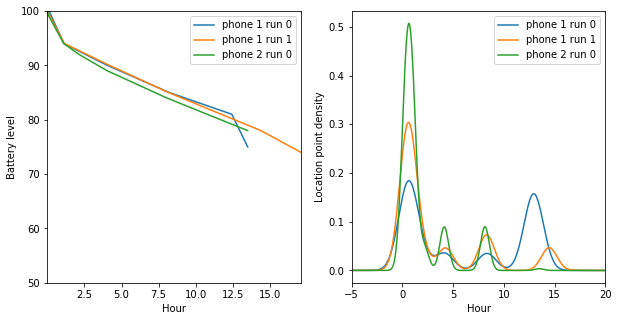 100
90
80
70
60
50
Battery level
2.5
5.0
7.5
10.0
12.5
15.0
Hour
phone 1 run 0
phone 1 run 1
phone 2 run 0
0.5
0.4
0.3
0.2
0.1
0.0
Location point density
−5
0
5
10
15
20
Hour
phone 1 run 0
phone 1 run 1
phone 2 run 0